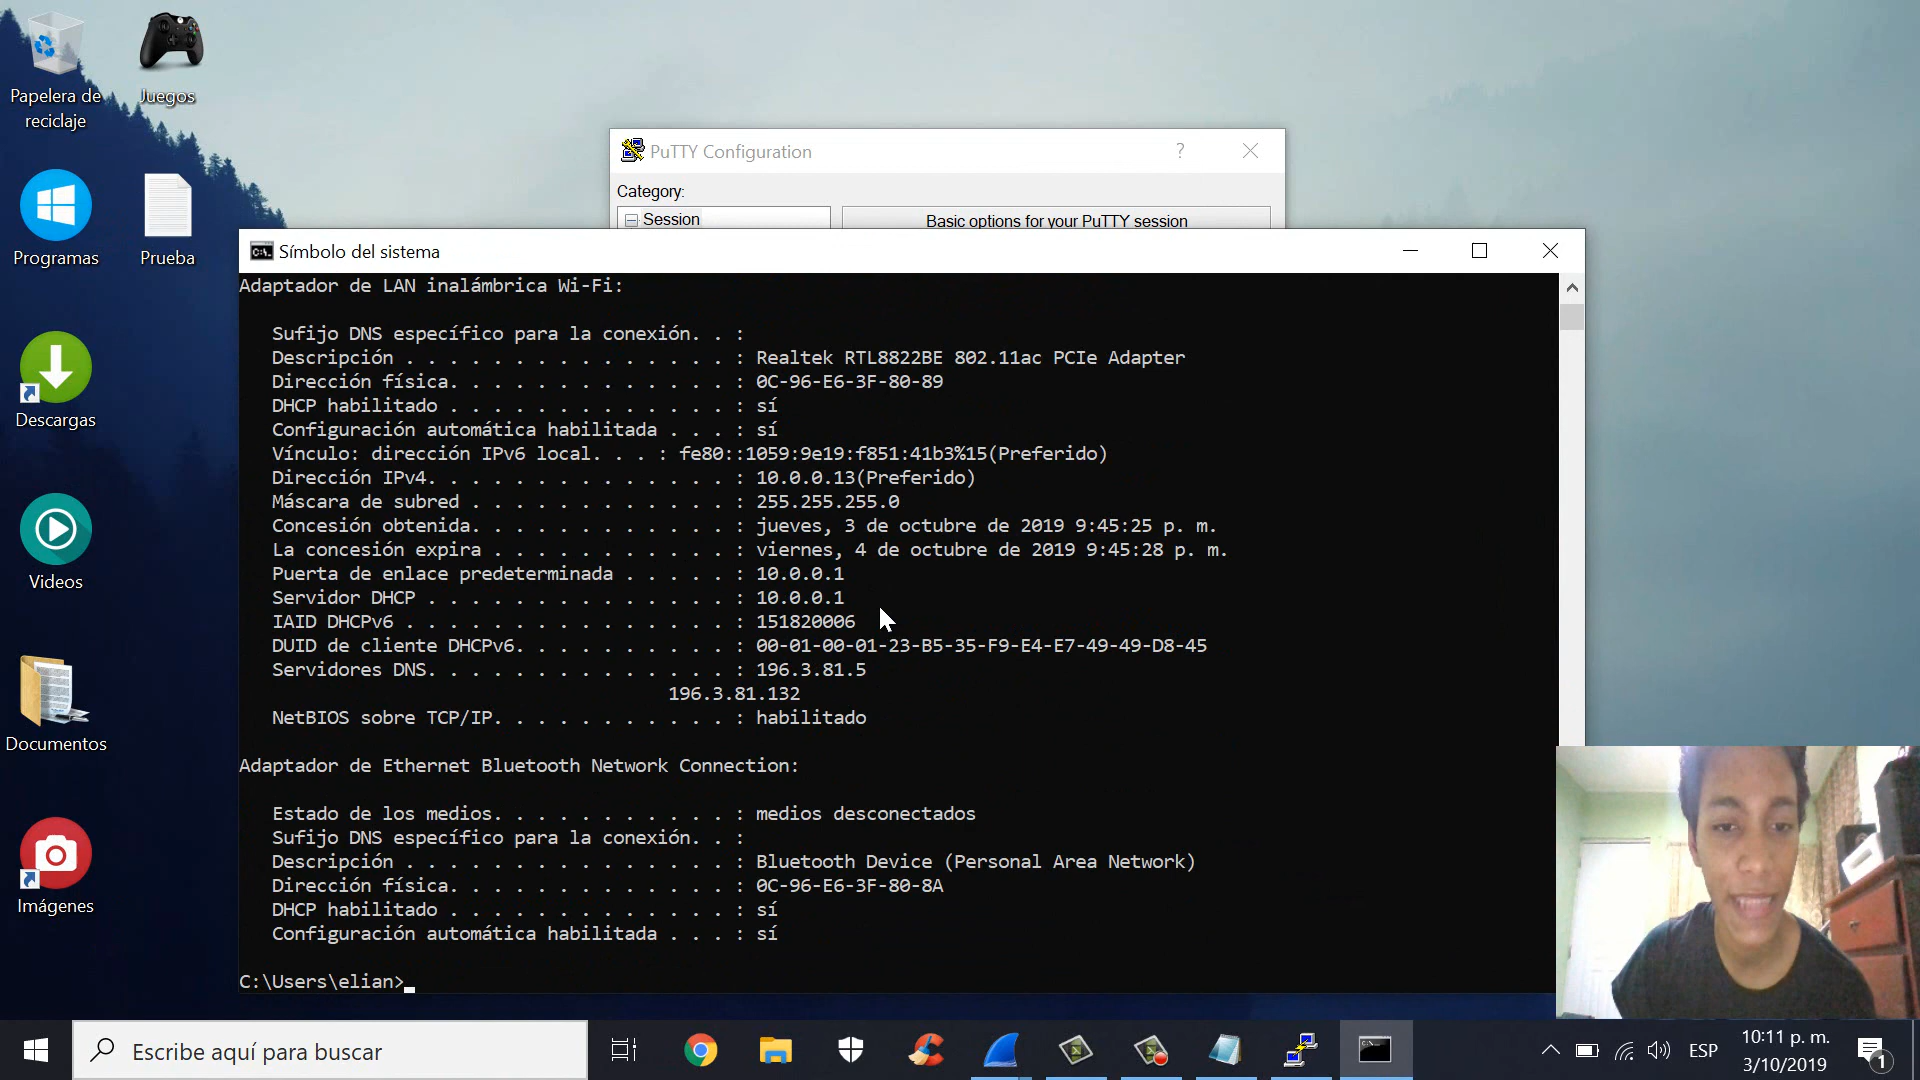 Papelera de
reciclaje
Juegos
Programas
Prueba
Descargas
Videos
Documentos
Imágenes
PuTTY Configuration
?
Category:
Session
Basic options for your PuTTY session
Símbolo del sistema
Adaptador de LAN inalámbrica Wi-Fi:
Sufijo DNS específico para la conexión. . :
Descripción . . . . . . . . . . . . . . . : Realtek RTL8822BE 802.11ac PCIe Adapter
Dirección física. . . . . . . . . . . . . : 0C-96-E6-3F-80-89
DHCP habilitado . . . . . . . . . . . . . : sí
Configuración automática habilitada . . . : sí
Vínculo: dirección IPv6 local. . . : fe80::1059:9e19:f851:41b3%15(Preferido)
Dirección IPv4. . . . . . . . . . . . . . : 10.0.0.13(Preferido)
Máscara de subred . . . . . . . . . . . . : 255.255.255.0
Concesión obtenida. . . . . . . . . . . . : jueves, 3 de octubre de 2019 9:45:25 p. m.
La concesión expira . . . . . . . . . . . : viernes, 4 de octubre de 2019 9:45:28 p. m.
Puerta de enlace predeterminada . . . . . : 10.0.0.1
Servidor DHCP . . . . . . . . . . . . . . : 10.0.0.1
IAID DHCPv6 . . . . . . . . . . . . . . . : 151820006
DUID de cliente DHCPv6. . . . . . . . . . : 00-01-00-01-23-B5-35-F9-E4-E7-49-49-D8-45
Servidores DNS. . . . . . . . . . . . . . : 196.3.81.5
196.3.81.132
NetBIOS sobre TCP/IP. . . . . . . . . . . : habilitado
Adaptador de Ethernet Bluetooth Network Connection:
Estado de los medios. . . . . . . . . . . : medios desconectados
Sufijo DNS específico para la conexión. . :
Descripción . . . . . . . . . . . . . . . : Bluetooth Device (Personal Area Network)
Dirección física. . . . . . . . . . . . . : 0C-96-E6-3F-80-8A
DHCP habilitado . . . . . . . . . . . . . : sí
Configuración automática habilitada . . . : sí
C:\Users\elian>
Escribe aquí para buscar
ESP
10:11 p. m.
3/10/2019
1